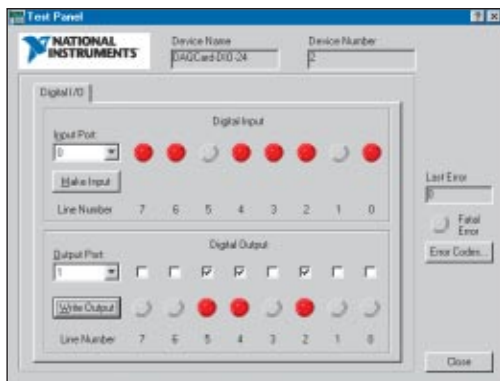 Test Panel
NATIONAL
INSTRUMENTS
Device Name
DAQCard-DIO-24
Device Number
2
Digital I/O
Digital Input
Input Port
0
Make Input
Line Number 7 6 5 4 3 2 1 0
Digital Output
Output Port
1
Write Output
Line Number 7 6 5 4 3 2 1 0
Last Error
0
Fatal
Error
Error Codes...
Close